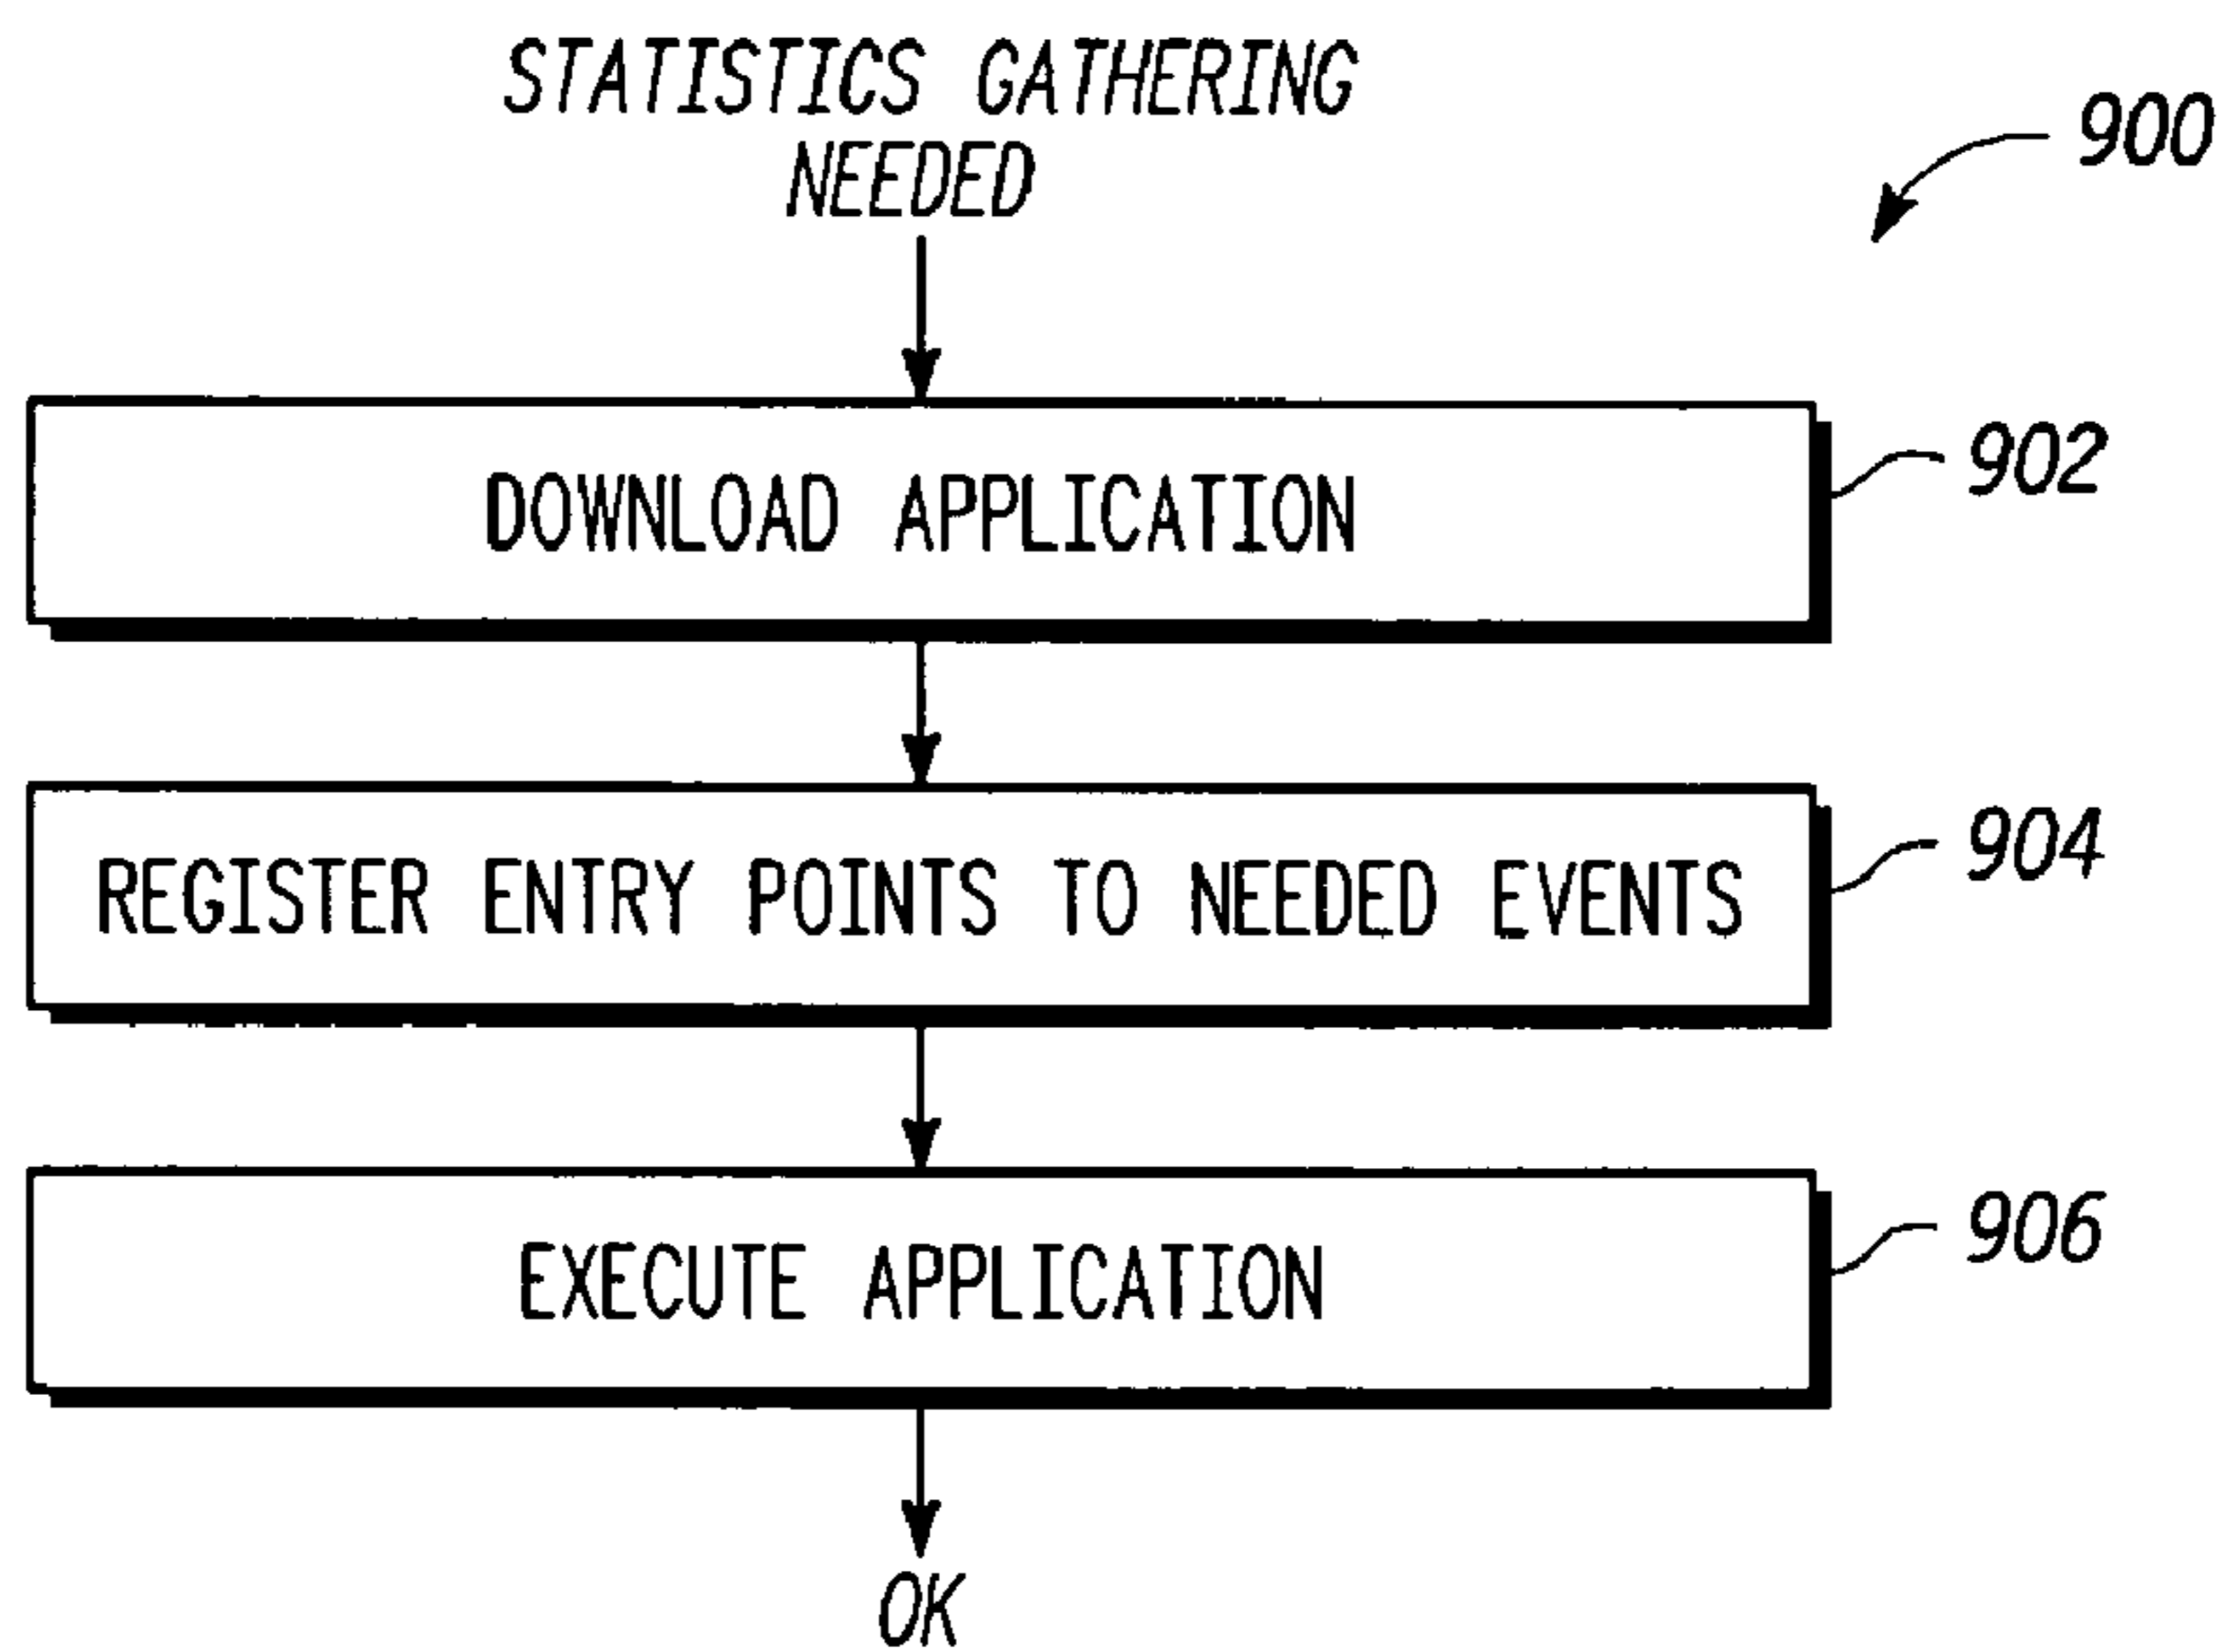 STATISTICS GATHERING
NEEDED
900
DOWNLOAD APPLICATION
902
REGISTER ENTRY POINTS TO NEEDED EVENTS
904
EXECUTE APPLICATION
906
OK